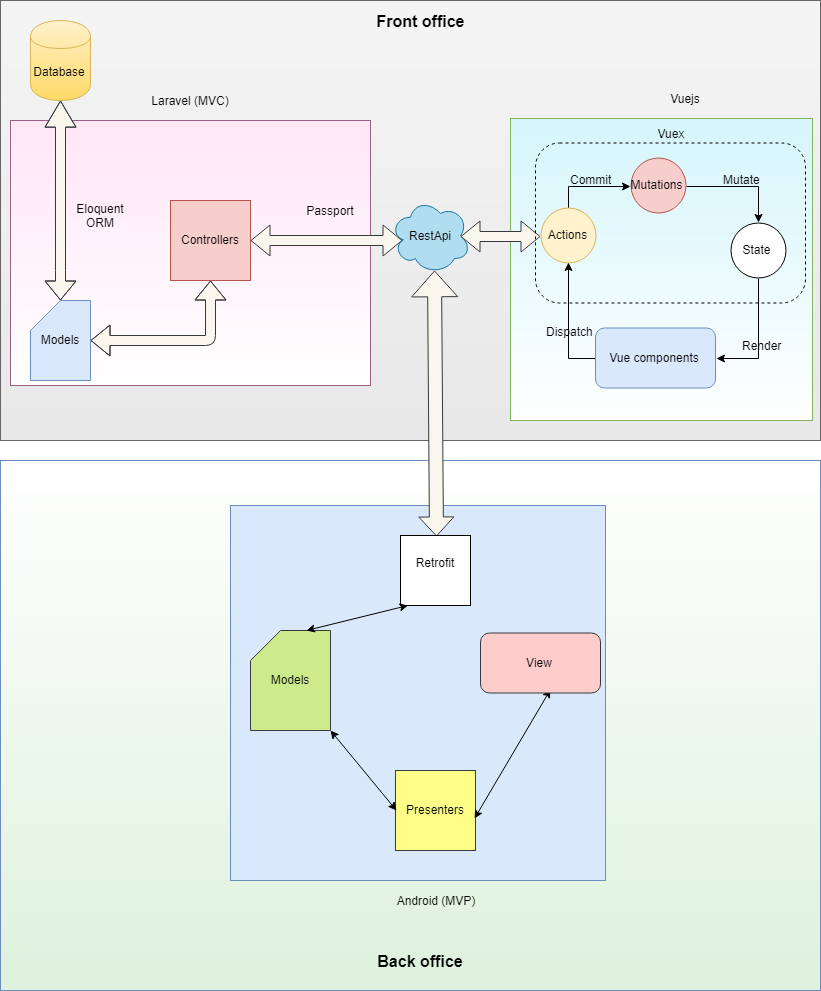 Front office
Database
Laravel (MVC)
Vuejs
Vuex
Commit
Mutations
Mutate
Eloquent
ORM
Passport
Controllers
RestApi
Actions
State
Dispatch
Models
Vue components
Render
Retrofit
Models
View
Presenters
Android (MVP)
Back office